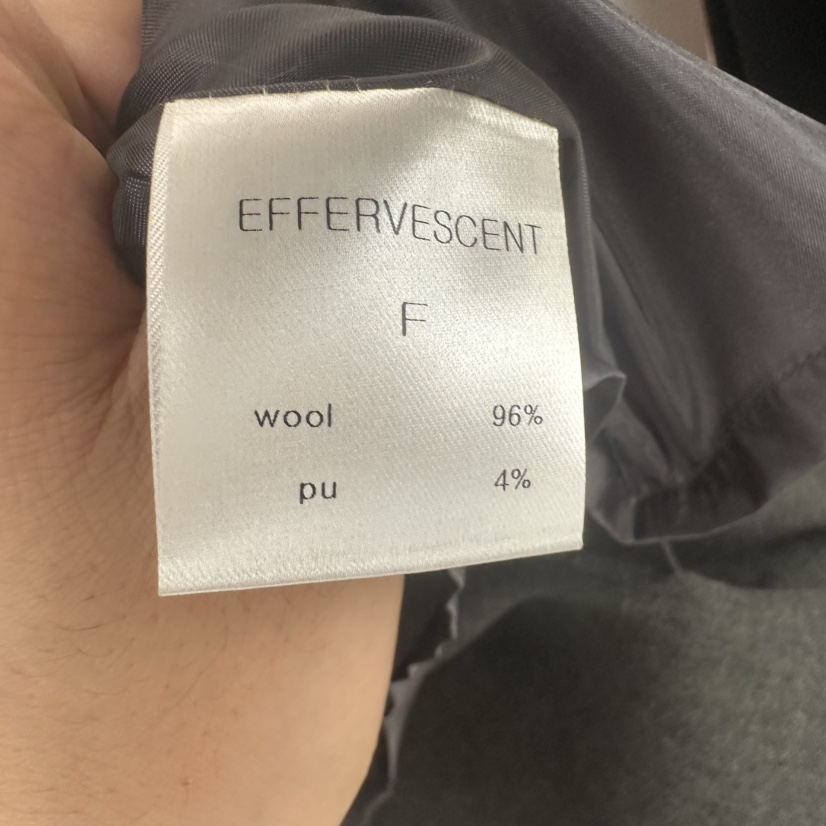 EFFERVESCENT
F
wool 96%
pu 4%